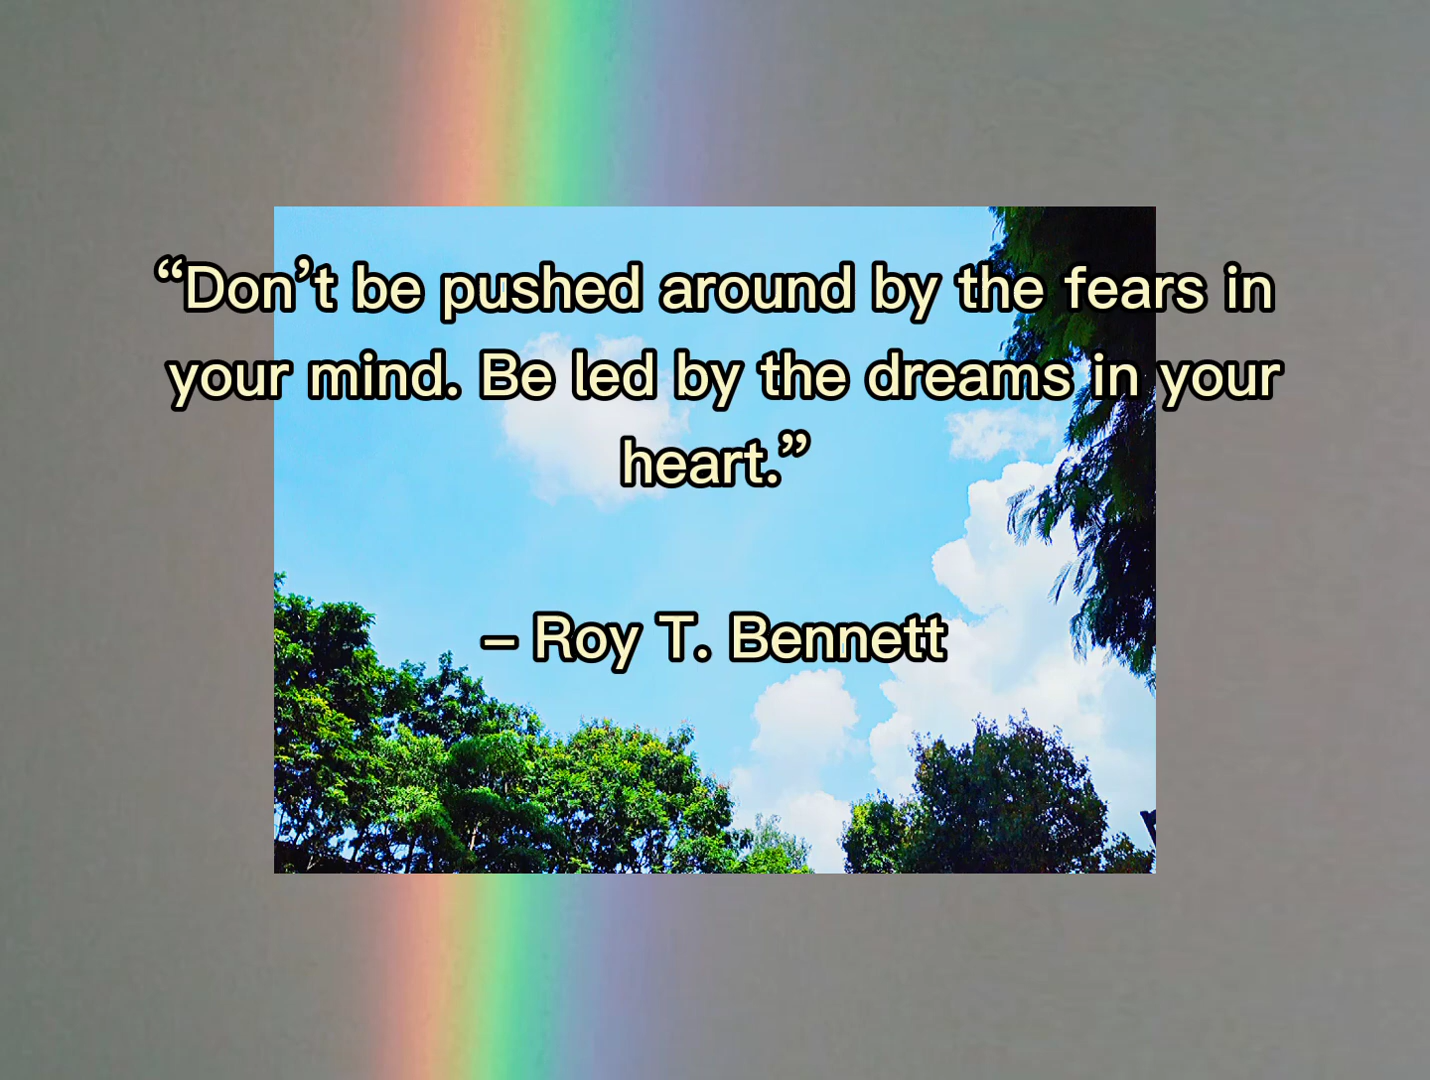 “Don’t be pushed around by the fears in
your mind. Be led by the dreams in your
heart.”
– Roy T. Bennett